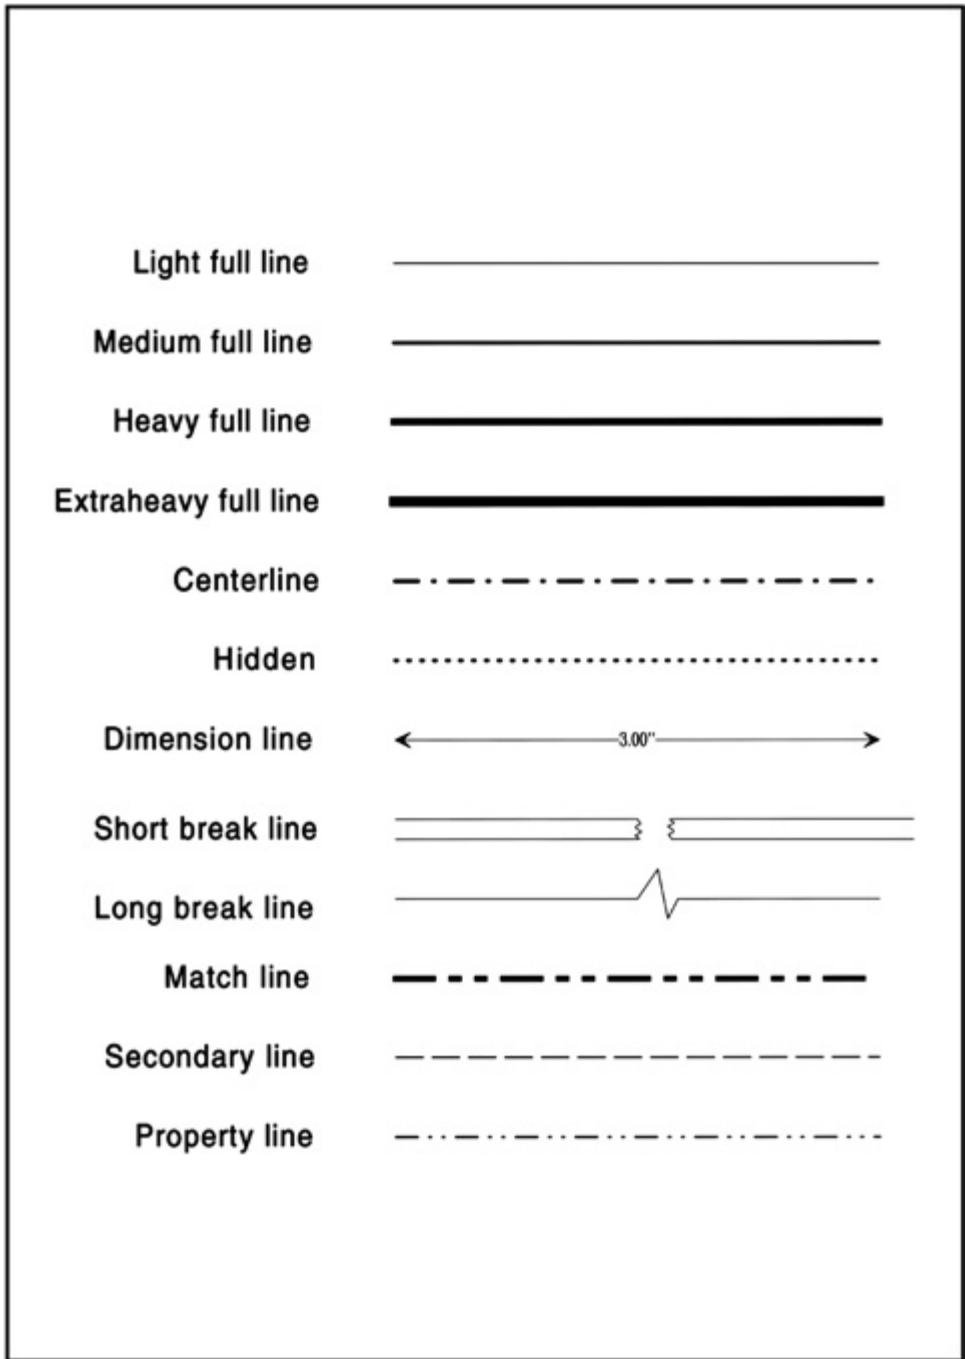 Light full line
Medium full line
Heavy full line
Extraheavy full line
Centerline
Hidden
Dimension line
3.00"
Short break line
Long break line
Match line
Secondary line
Property line